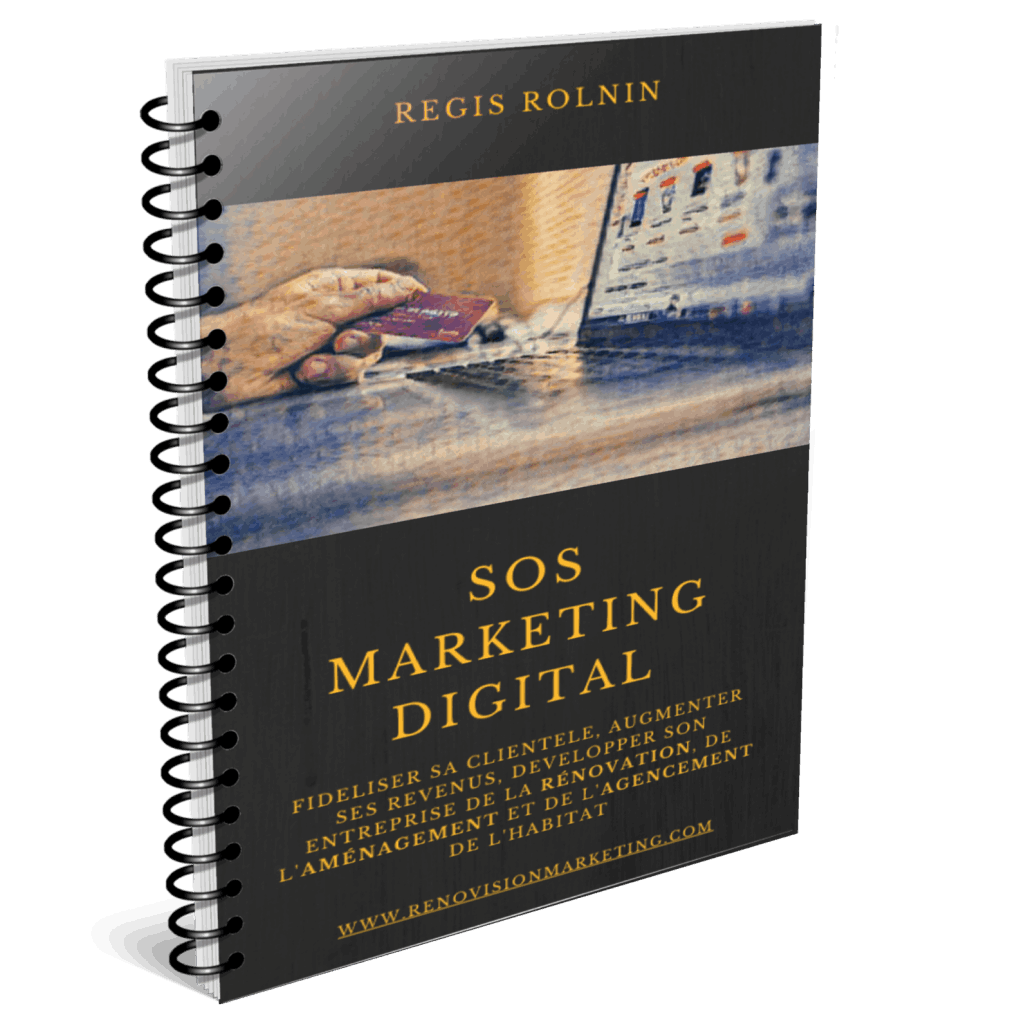 REGIS ROLNIN
SOS
MARKETING
DIGITAL
FIDELISER SA CLIENTELE, AUGMENTER
SES REVENUS, DEVELOPPER SON
ENTREPRISE DE LA RÉNOVATION, DE
L'AMÉNAGEMENT ET DE L'AGENCEMENT
DE L'HABITAT
WWW.RENOVISIONMARKETING.COM